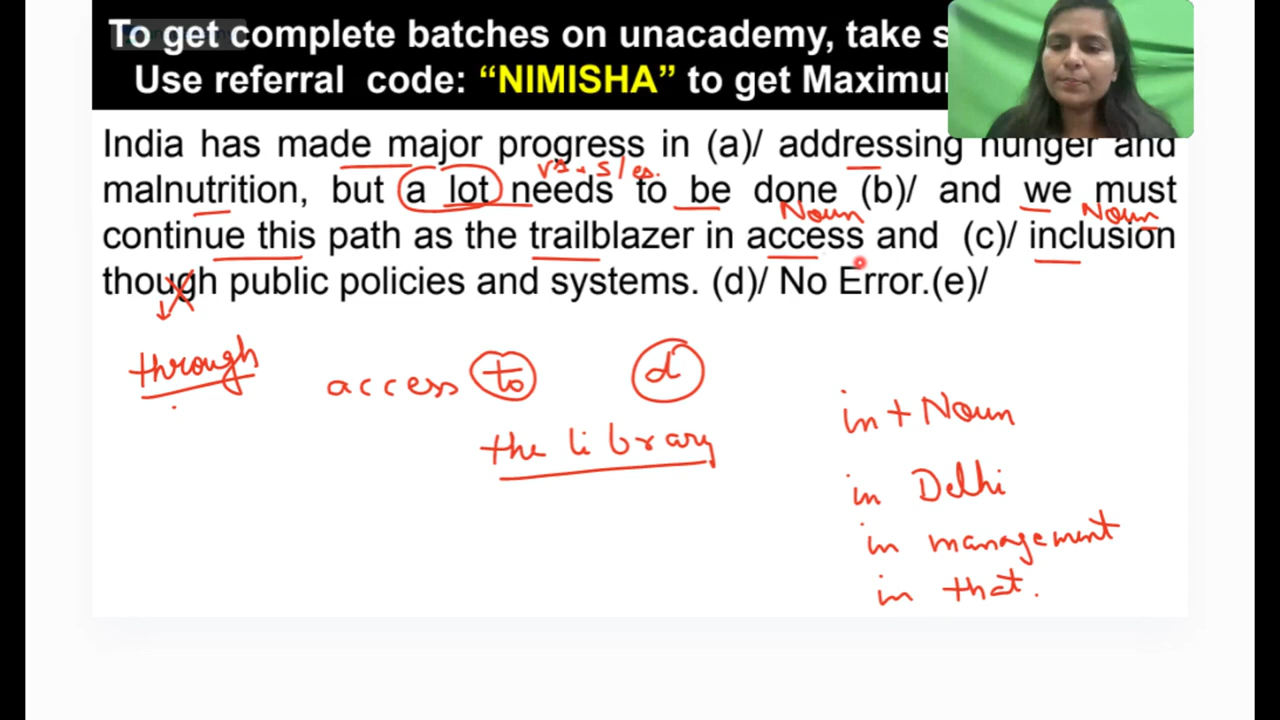 To get complete batches on unacademy, take s
Use referral code: “NIMISHA” to get Maximu
India has made major progress in (a)/ addressing hunger and
malnutrition, but a lot needs to be done (b)/ and we must
continue this path as the trailblazer in access and (c)/ inclusion
though public policies and systems. (d)/ No Error.(e)/
s/es.
Noun
Noun
through
access to
d
the library
in + Noun
in Delhi
in management
in that.